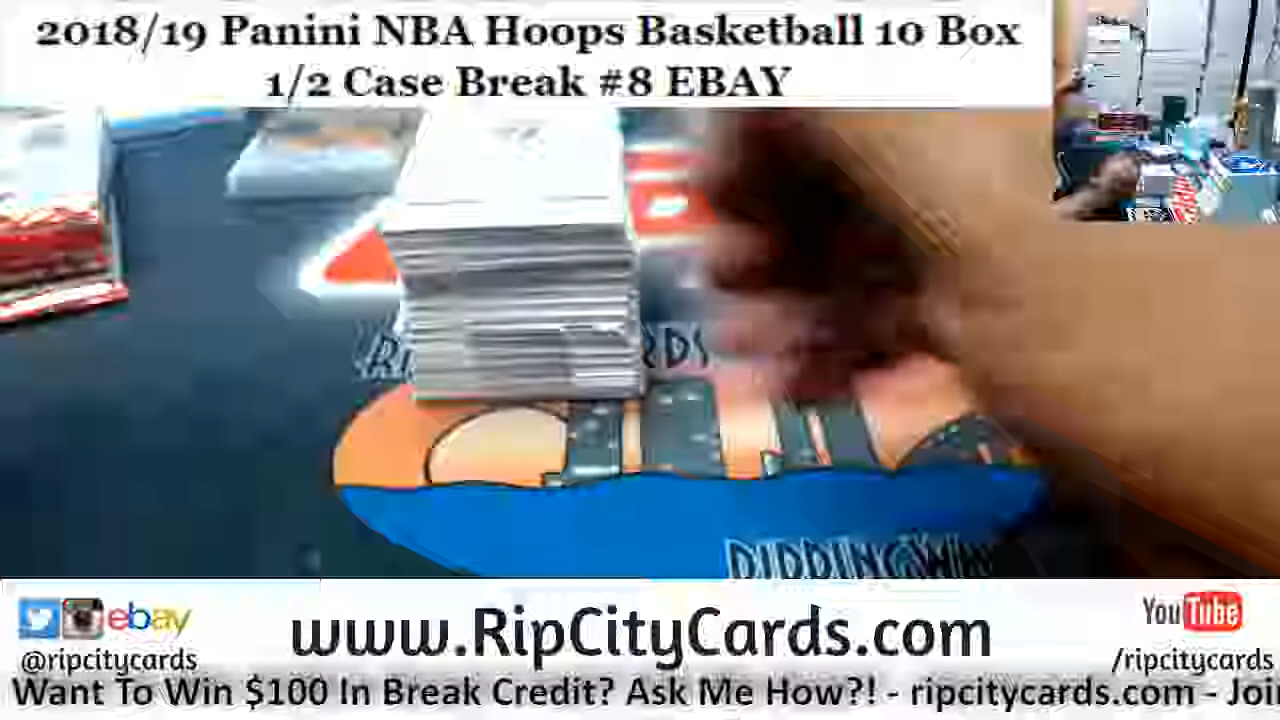 2018/19 Panini NBA Hoops Basketball 10 Box
1/2 Case Break #8 EBAY
ebay
@ripcitycards
www.RipCityCards.com
YouTube
/ripcitycards
Want To Win $100 In Break Credit? Ask Me How?! - ripcitycards.com - Joi